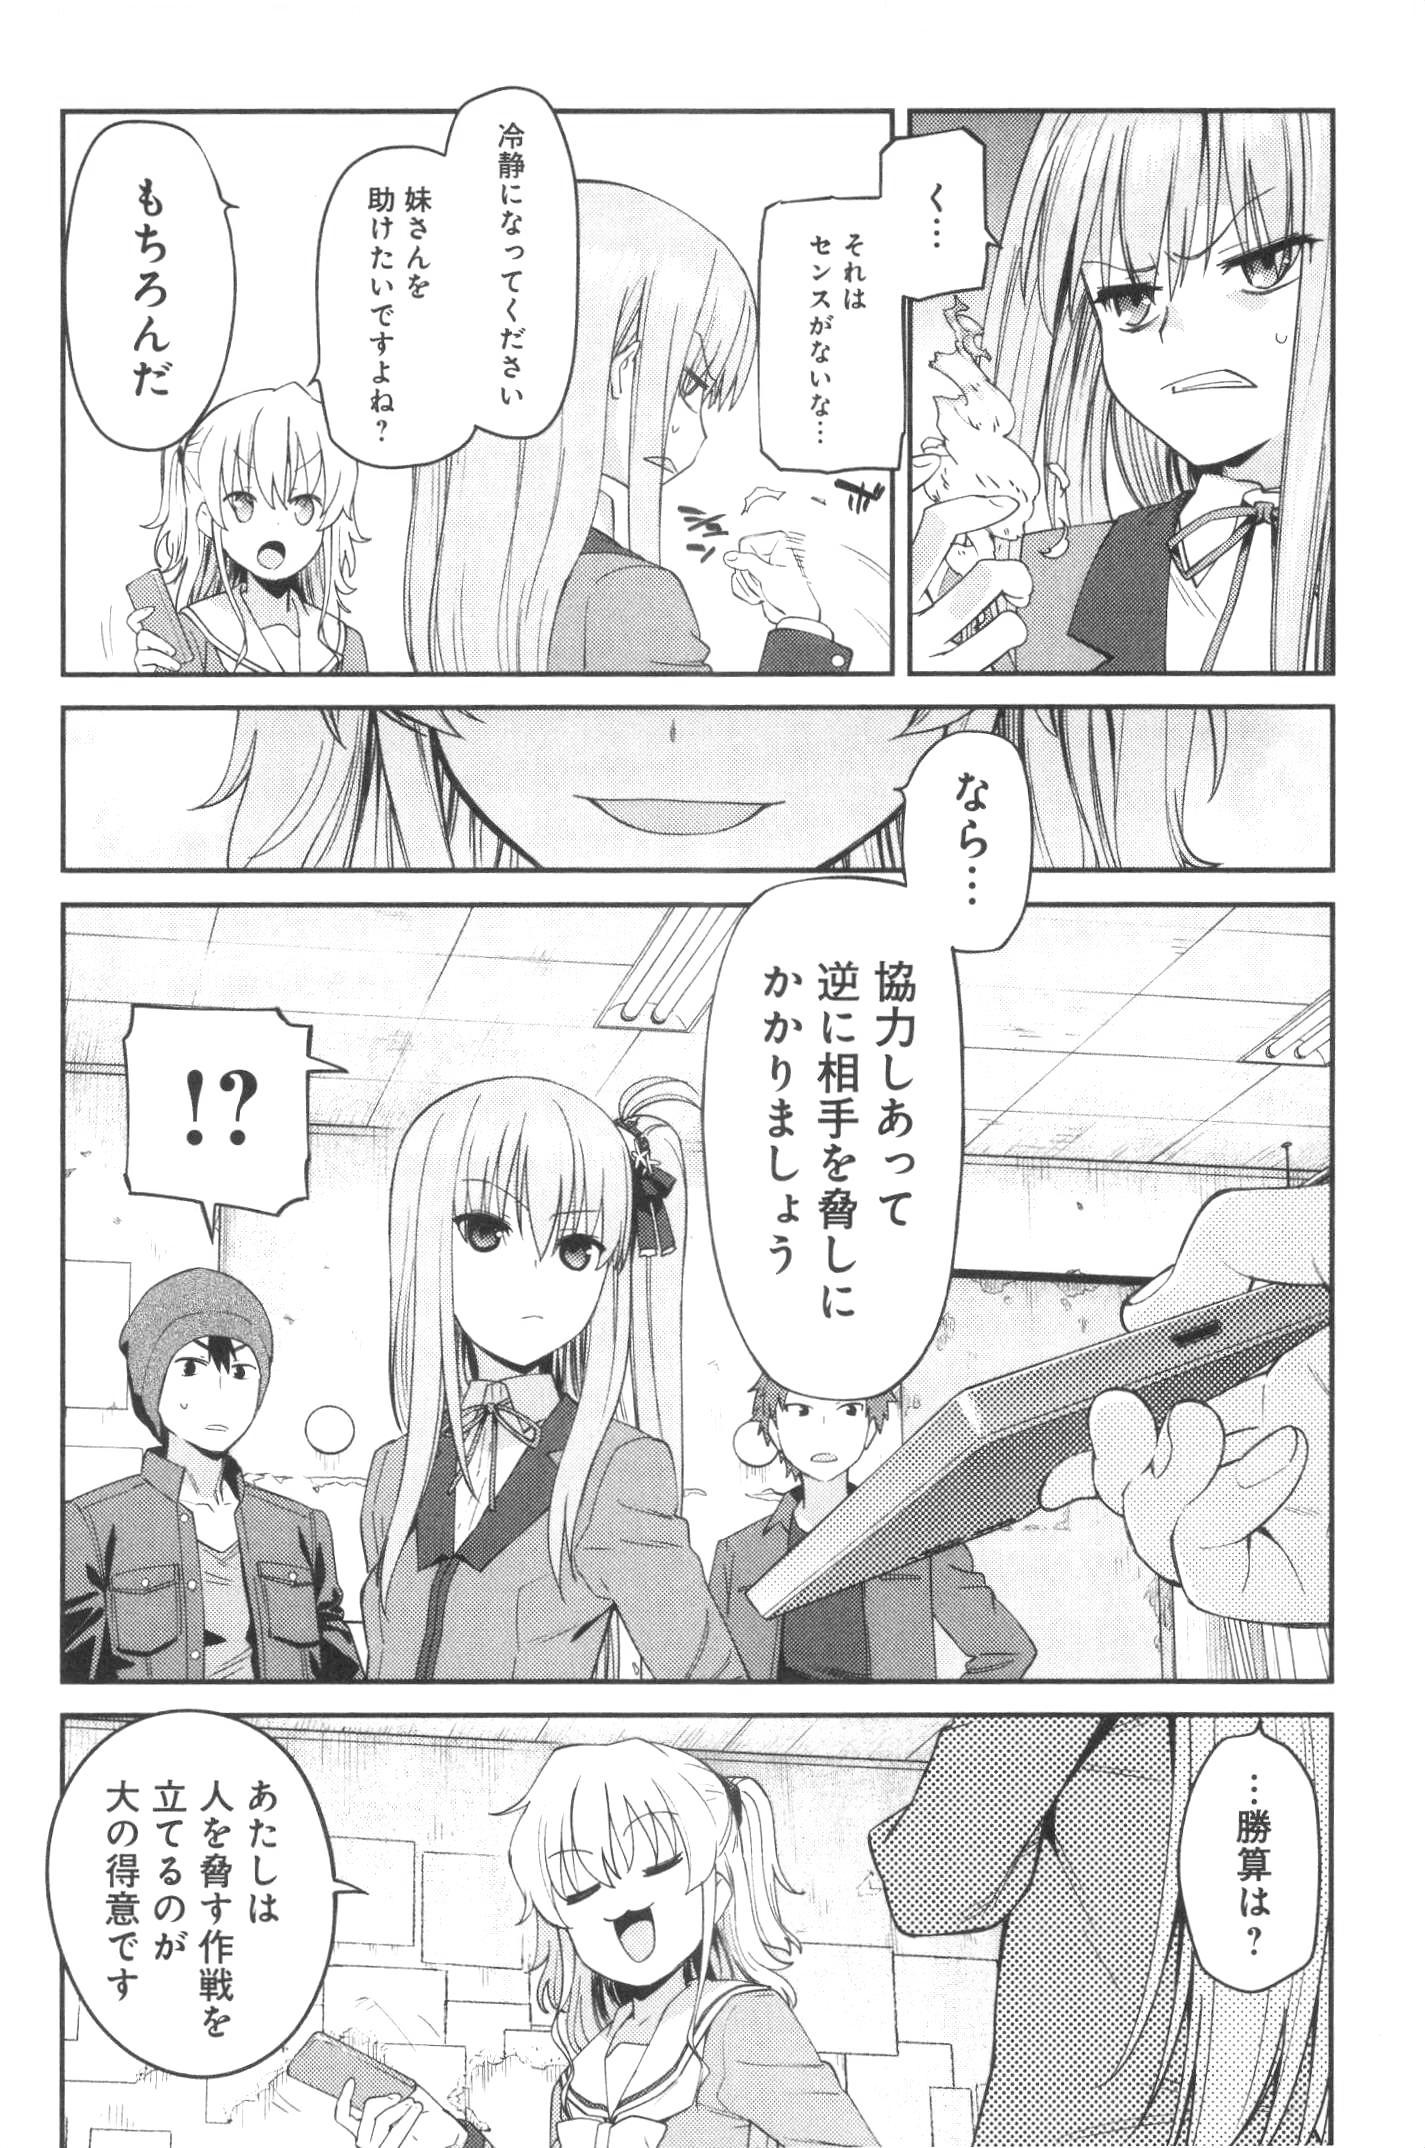 く…
それは
センスがないな…
冷静になってください
妹さんを
助けたいですよね?
もちろんだ
なら…
協力しあって
逆に相手を脅しに
かかりましょう
!?
…勝算は?
あたしは
人を脅す作戦を
立てるのが
大の得意です